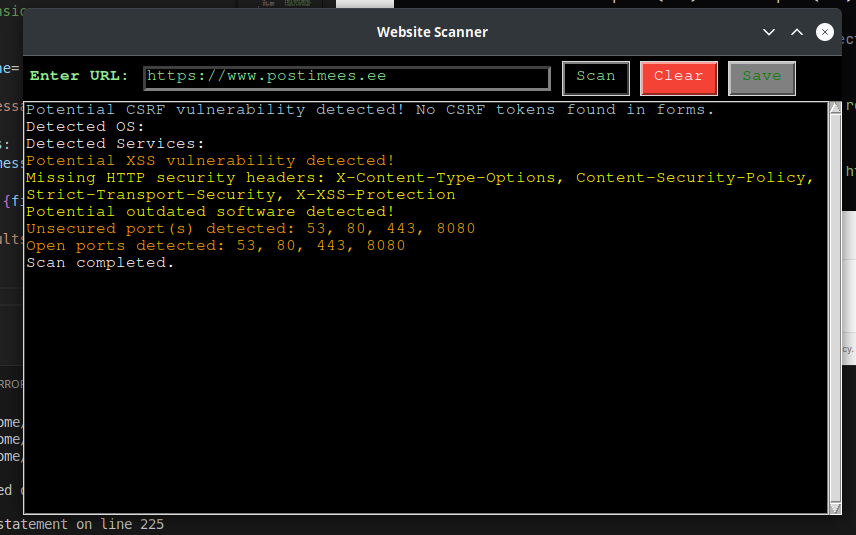 Website Scanner
Enter URL: https://www.postimees.ee Scan Clear Save
Potential CSRF vulnerability detected! No CSRF tokens found in forms.
Detected OS:
Detected Services:
Potential XSS vulnerability detected!
Missing HTTP security headers: X-Content-Type-Options, Content-Security-Policy,
Strict-Transport-Security, X-XSS-Protection
Potential outdated software detected!
Unsecured port(s) detected: 53, 80, 443, 8080
Open ports detected: 53, 80, 443, 8080
Scan completed.
statement on line 225